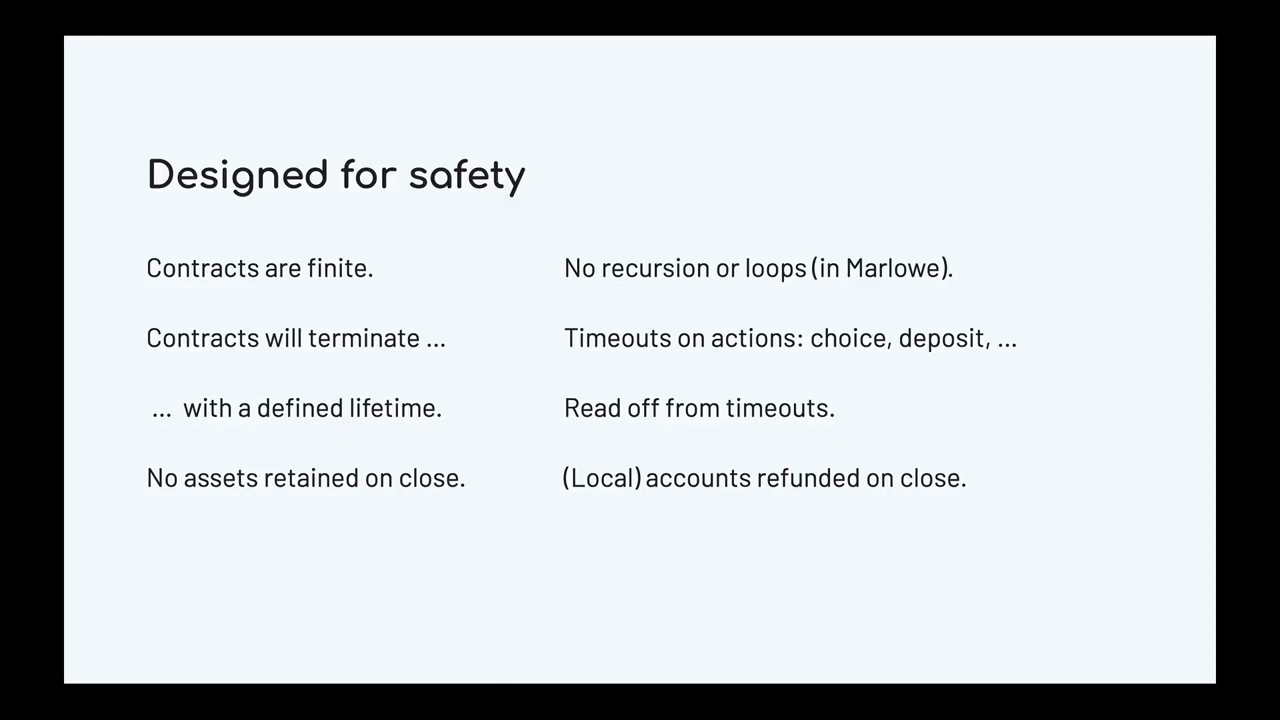 Designed for safety
Contracts are finite. No recursion or loops (in Marlowe).
Contracts will terminate ... Timeouts on actions: choice, deposit, ...
... with a defined lifetime. Read off from timeouts.
No assets retained on close. (Local) accounts refunded on close.